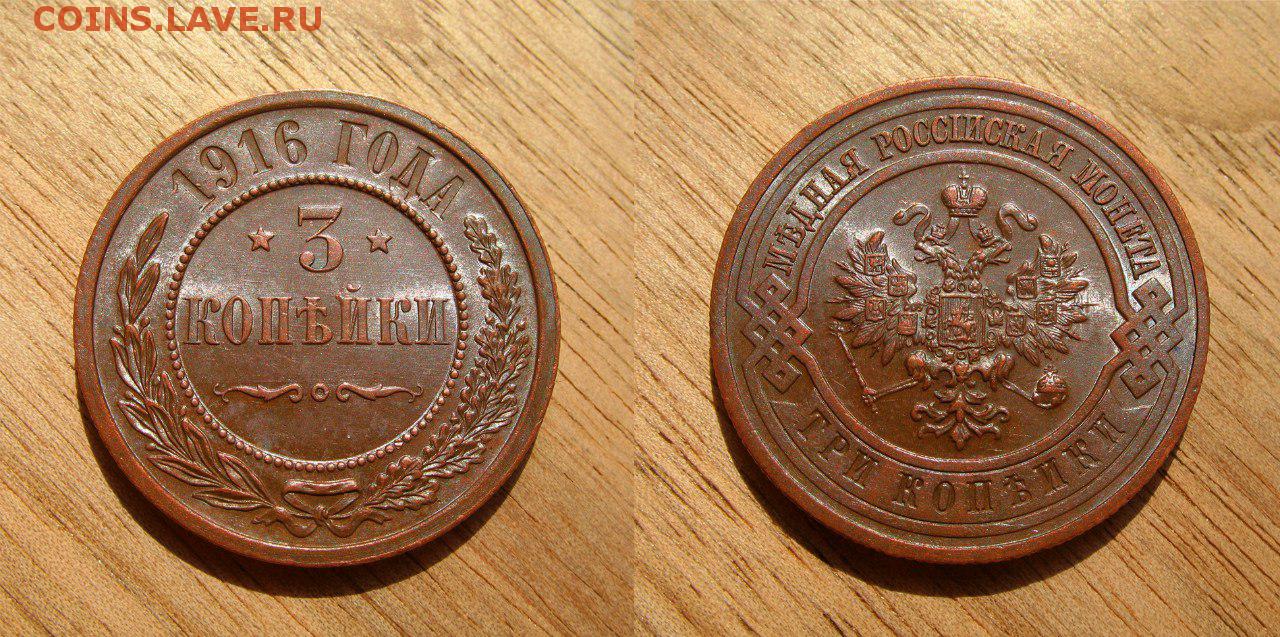 COINS.LAVE.RU
1916 ГОДА
3
КОПѢЙКИ
МѢДНАЯ РОССІЙСКАЯ МОНЕТА
ТРИ КОПѢЙКИ